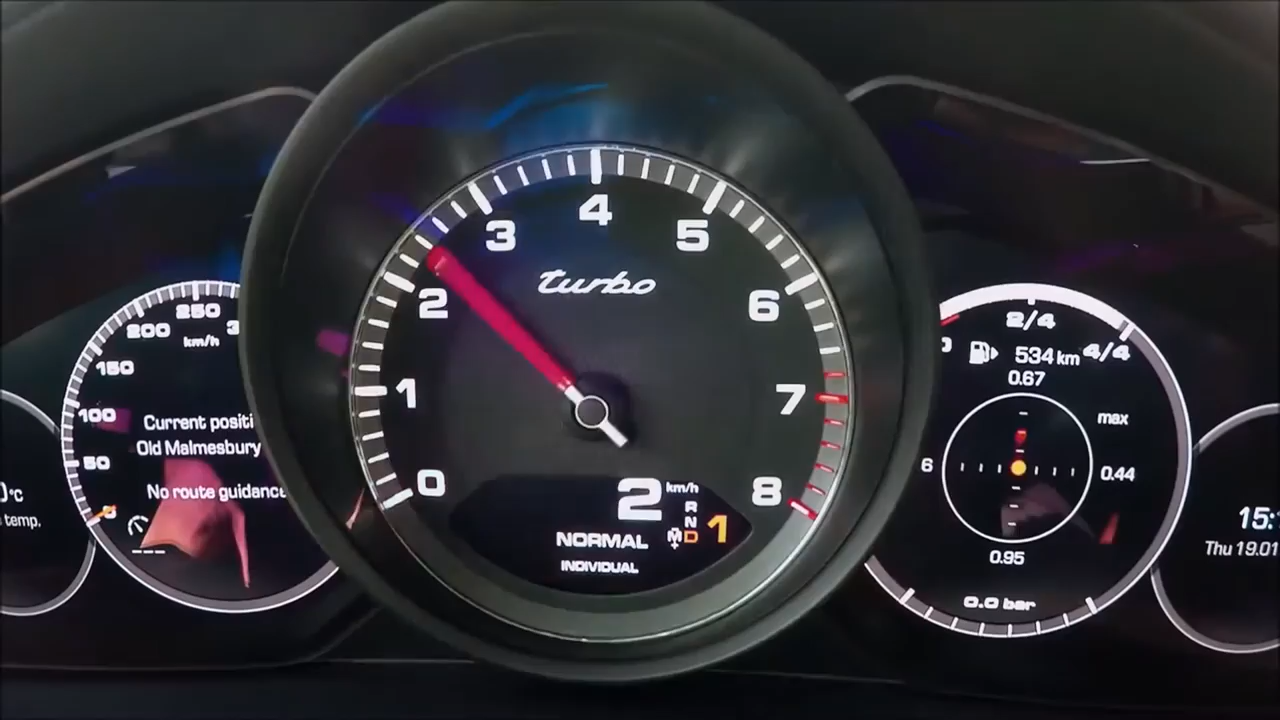 250
200
3
km/h
150
100
50
0
Current positi
Old Malmesbury
No route guidance
---
°C
temp.
4
3
5
turbo
2
6
1
7
0
8
2 km/h
R
N
M D 1
NORMAL
INDIVIDUAL
2/4
534 km 4/4
0.67
max
6
0.44
0.95
0.0 bar
15:
Thu 19.01